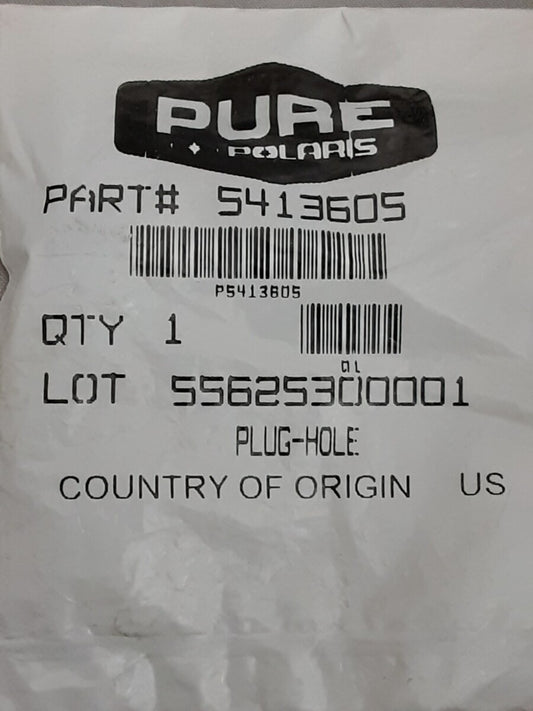 PURE
POLARIS
PART# 5413605
P5413605
QTY 1
LOT 55625300001
PLUG-HOLE
COUNTRY OF ORIGIN US